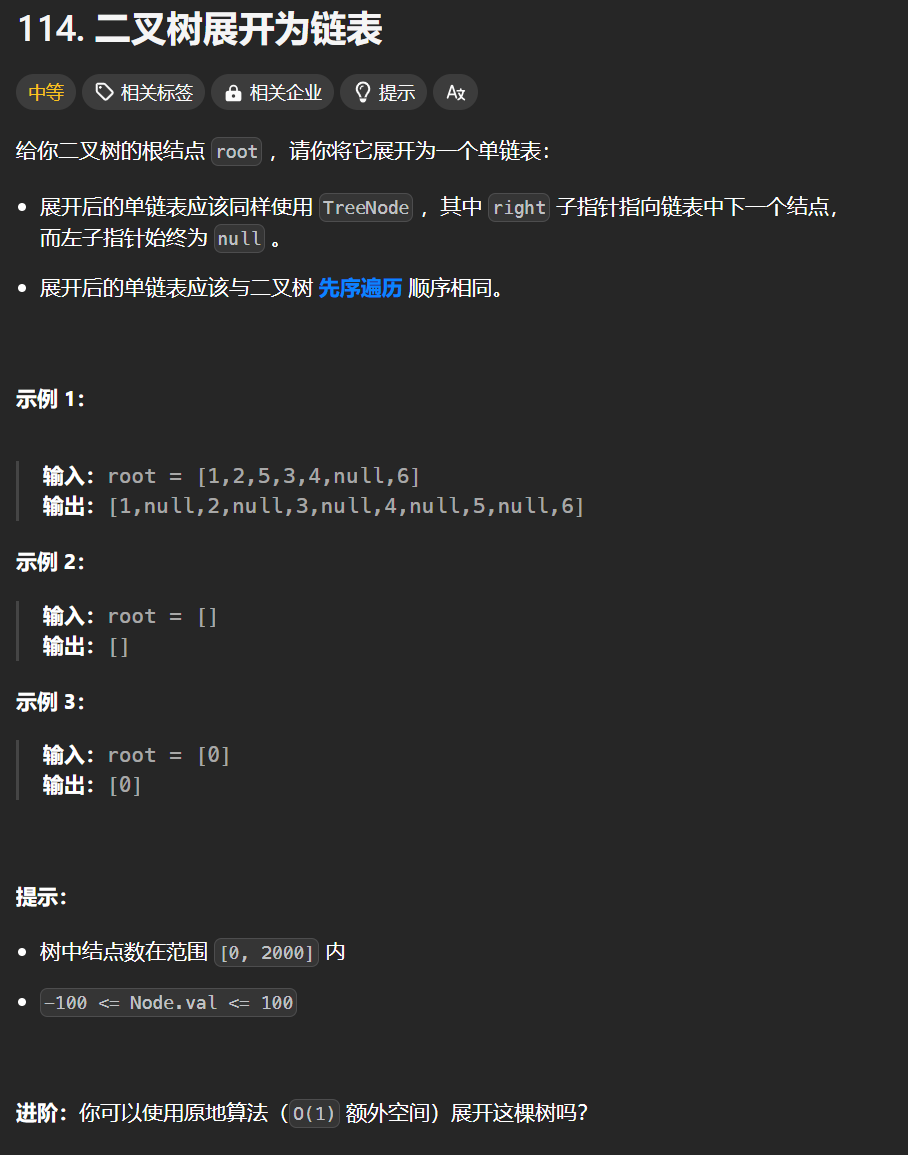 114. 二叉树展开为链表
中等 相关标签 相关企业 提示
给你二叉树的根结点 root ，请你将它展开为一个单链表：
展开后的单链表应该同样使用 TreeNode ，其中 right 子指针指向链表中下一个结点，
而左子指针始终为 null 。
展开后的单链表应该与二叉树 先序遍历 顺序相同。
示例 1：
输入：root = [1,2,5,3,4,null,6]
输出：[1,null,2,null,3,null,4,null,5,null,6]
示例 2：
输入：root = []
输出：[]
示例 3：
输入：root = [0]
输出：[0]
提示：
树中结点数在范围 [0, 2000] 内
-100 <= Node.val <= 100
进阶：你可以使用原地算法（O(1) 额外空间）展开这棵树吗？